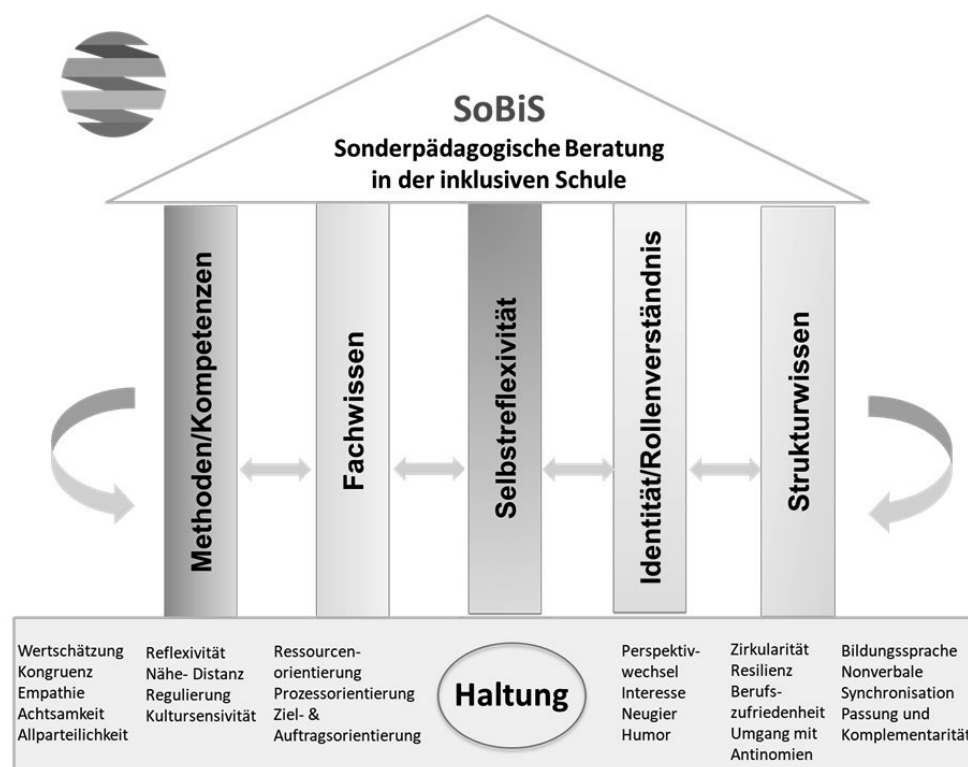 SoBiS
Sonderpädagogische Beratung
in der inklusiven Schule
Methoden/Kompetenzen
Fachwissen
Selbstreflexivität
Identität/Rollenverständnis
Strukturwissen
Wertschätzung
Kongruenz
Empathie
Achtsamkeit
Allparteilichkeit
Reflexivität
Nähe- Distanz
Regulierung
Kultursensivität
Ressourcen-
orientierung
Prozessorientierung
Ziel- &
Auftragsorientierung
Haltung
Perspektiv-
wechsel
Interesse
Neugier
Humor
Zirkularität
Resilienz
Berufs-
zufriedenheit
Umgang mit
Antinomien
Bildungssprache
Nonverbale
Synchronisation
Passung und
Komplementarität